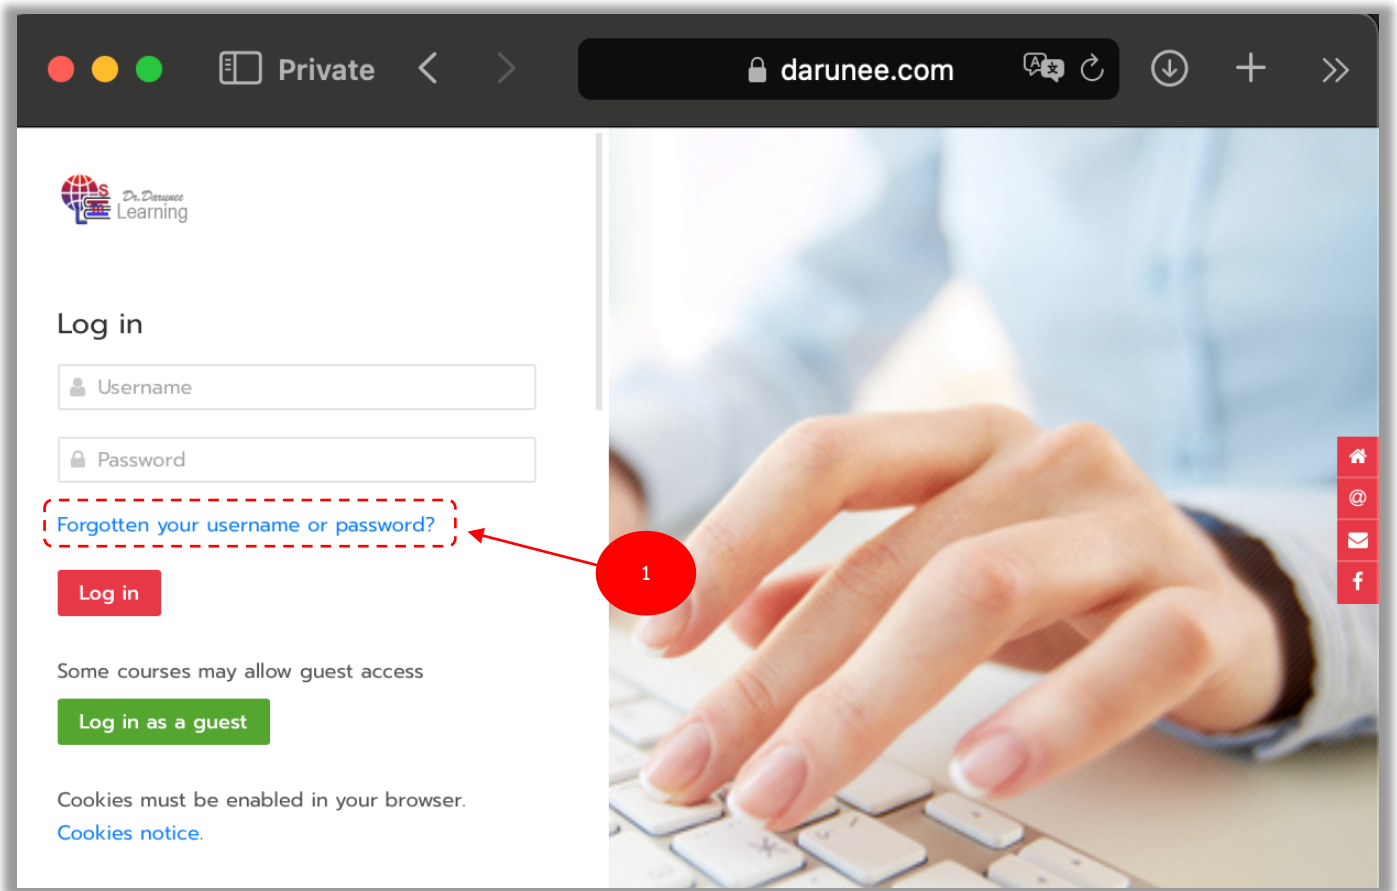 Private
darunee.com
Dr.Darunee
Learning
Log in
Username
Password
Forgotten your username or password?
1
Log in
Some courses may allow guest access
Log in as a guest
Cookies must be enabled in your browser.
Cookies notice.